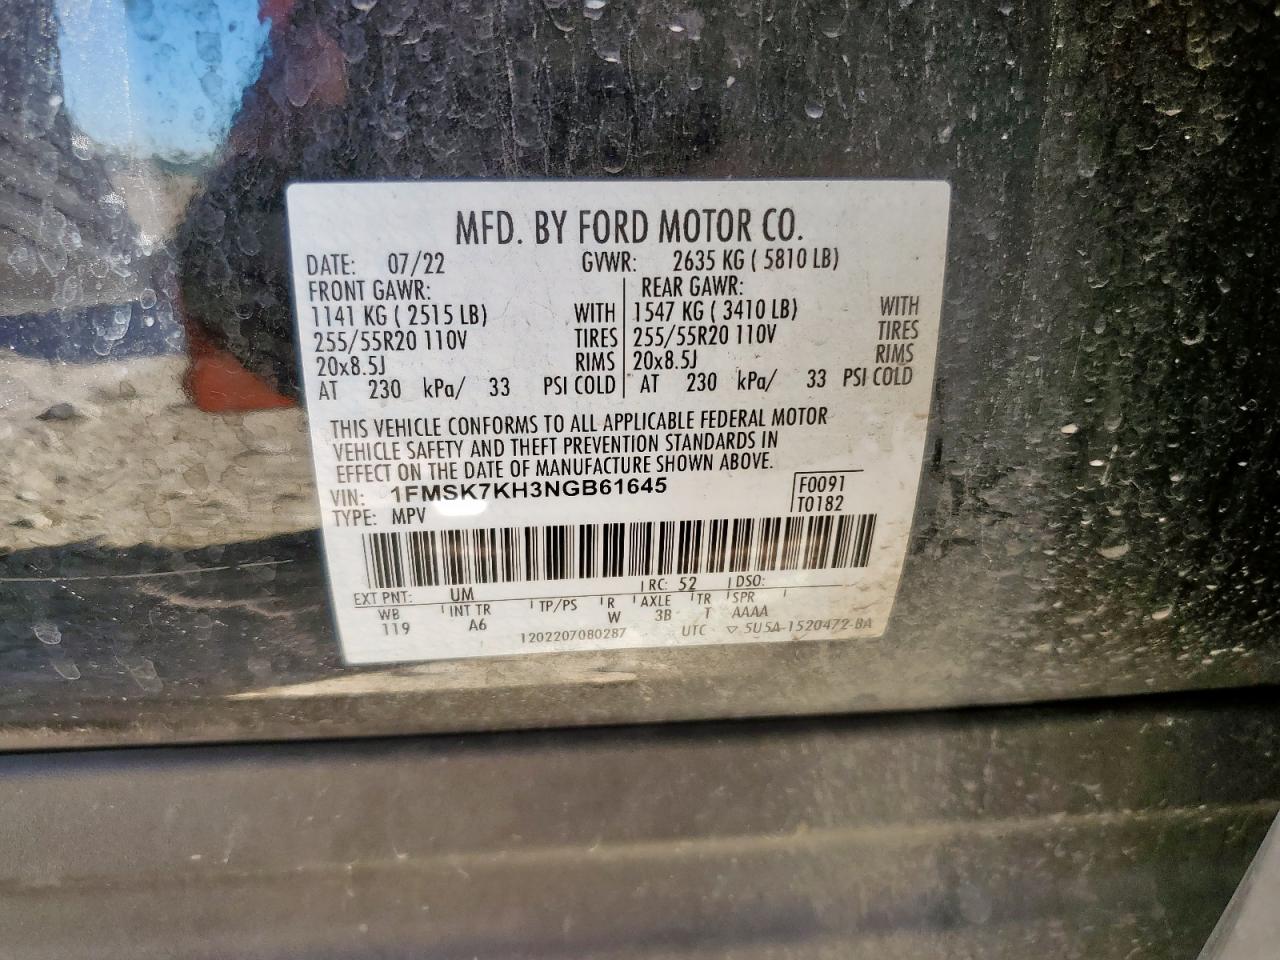 MFD. BY FORD MOTOR CO.
DATE: 07/22 GVWR: 2635 KG ( 5810 LB)
FRONT GAWR: REAR GAWR:
1141 KG ( 2515 LB) WITH 1547 KG ( 3410 LB) WITH
255/55R20 110V TIRES 255/55R20 110V TIRES
20x8.5J RIMS 20x8.5J RIMS
AT 230 kPa/ 33 PSI COLD AT 230 kPa/ 33 PSI COLD
THIS VEHICLE CONFORMS TO ALL APPLICABLE FEDERAL MOTOR
VEHICLE SAFETY AND THEFT PREVENTION STANDARDS IN
EFFECT ON THE DATE OF MANUFACTURE SHOWN ABOVE.
VIN: 1FMSK7KH3NGB61645 F0091
TYPE: MPV T0182
EXT PNT: UM RC: 52 DSO:
WB INT TR TP/PS R AXLE TR SPR
119 A6 W 3B T AAAA
1202207080287 UTC ▽ 5U5A-1520472-BA